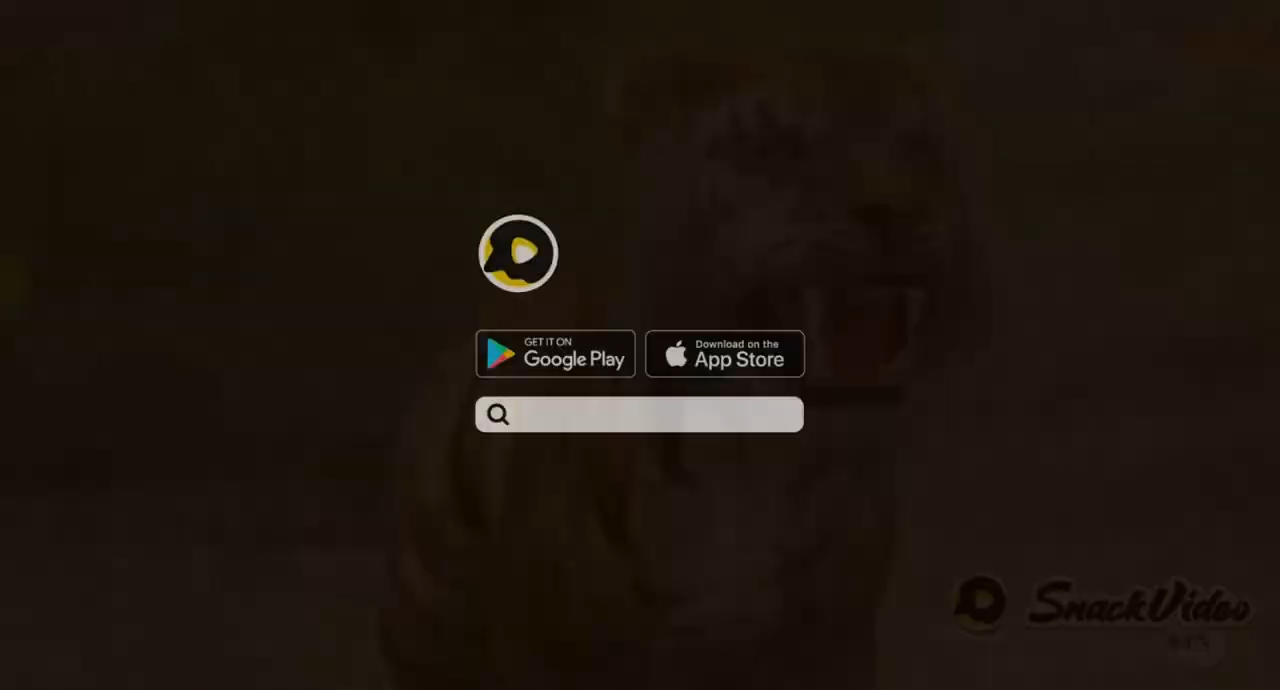 GET IT ON
Google Play
Download on the
App Store
SnackVideo